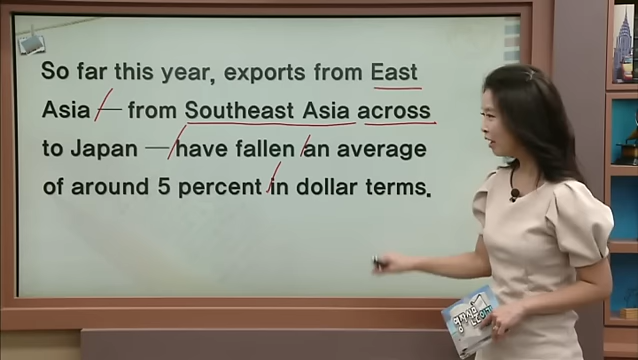 So far this year, exports from East
Asia — from Southeast Asia across
to Japan — have fallen an average
of around 5 percent in dollar terms.